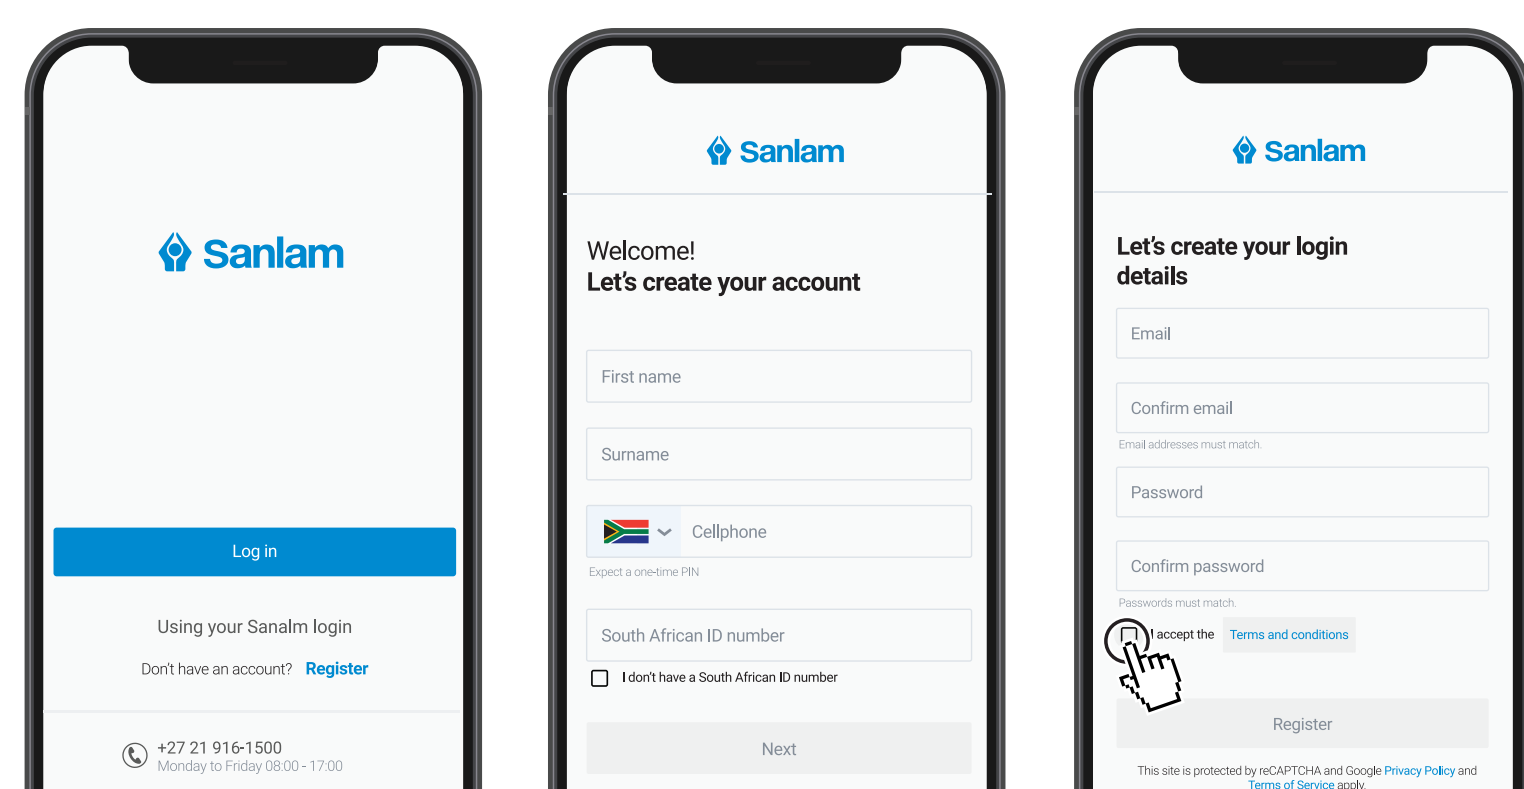 Sanlam
Log in
Using your Sanalm login
Don't have an account? Register
+27 21 916-1500
Monday to Friday 08:00 - 17:00
Sanlam
Welcome!
Let's create your account
First name
Surname
Cellphone
Expect a one-time PIN
South African ID number
I don't have a South African ID number
Next
Sanlam
Let's create your login
details
Email
Confirm email
Email addresses must match.
Password
Confirm password
Passwords must match.
I accept the Terms and conditions
Register
This site is protected by reCAPTCHA and Google Privacy Policy and
Terms of Service apply.